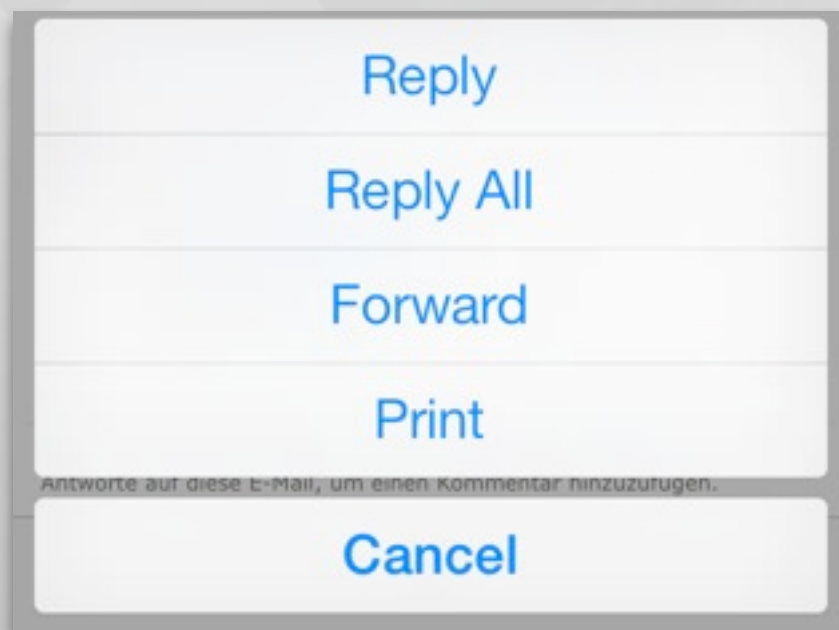 Reply
Reply All
Forward
Print
Antworte auf diese E-Mail, um einen Kommentar hinzuzufügen.
Cancel